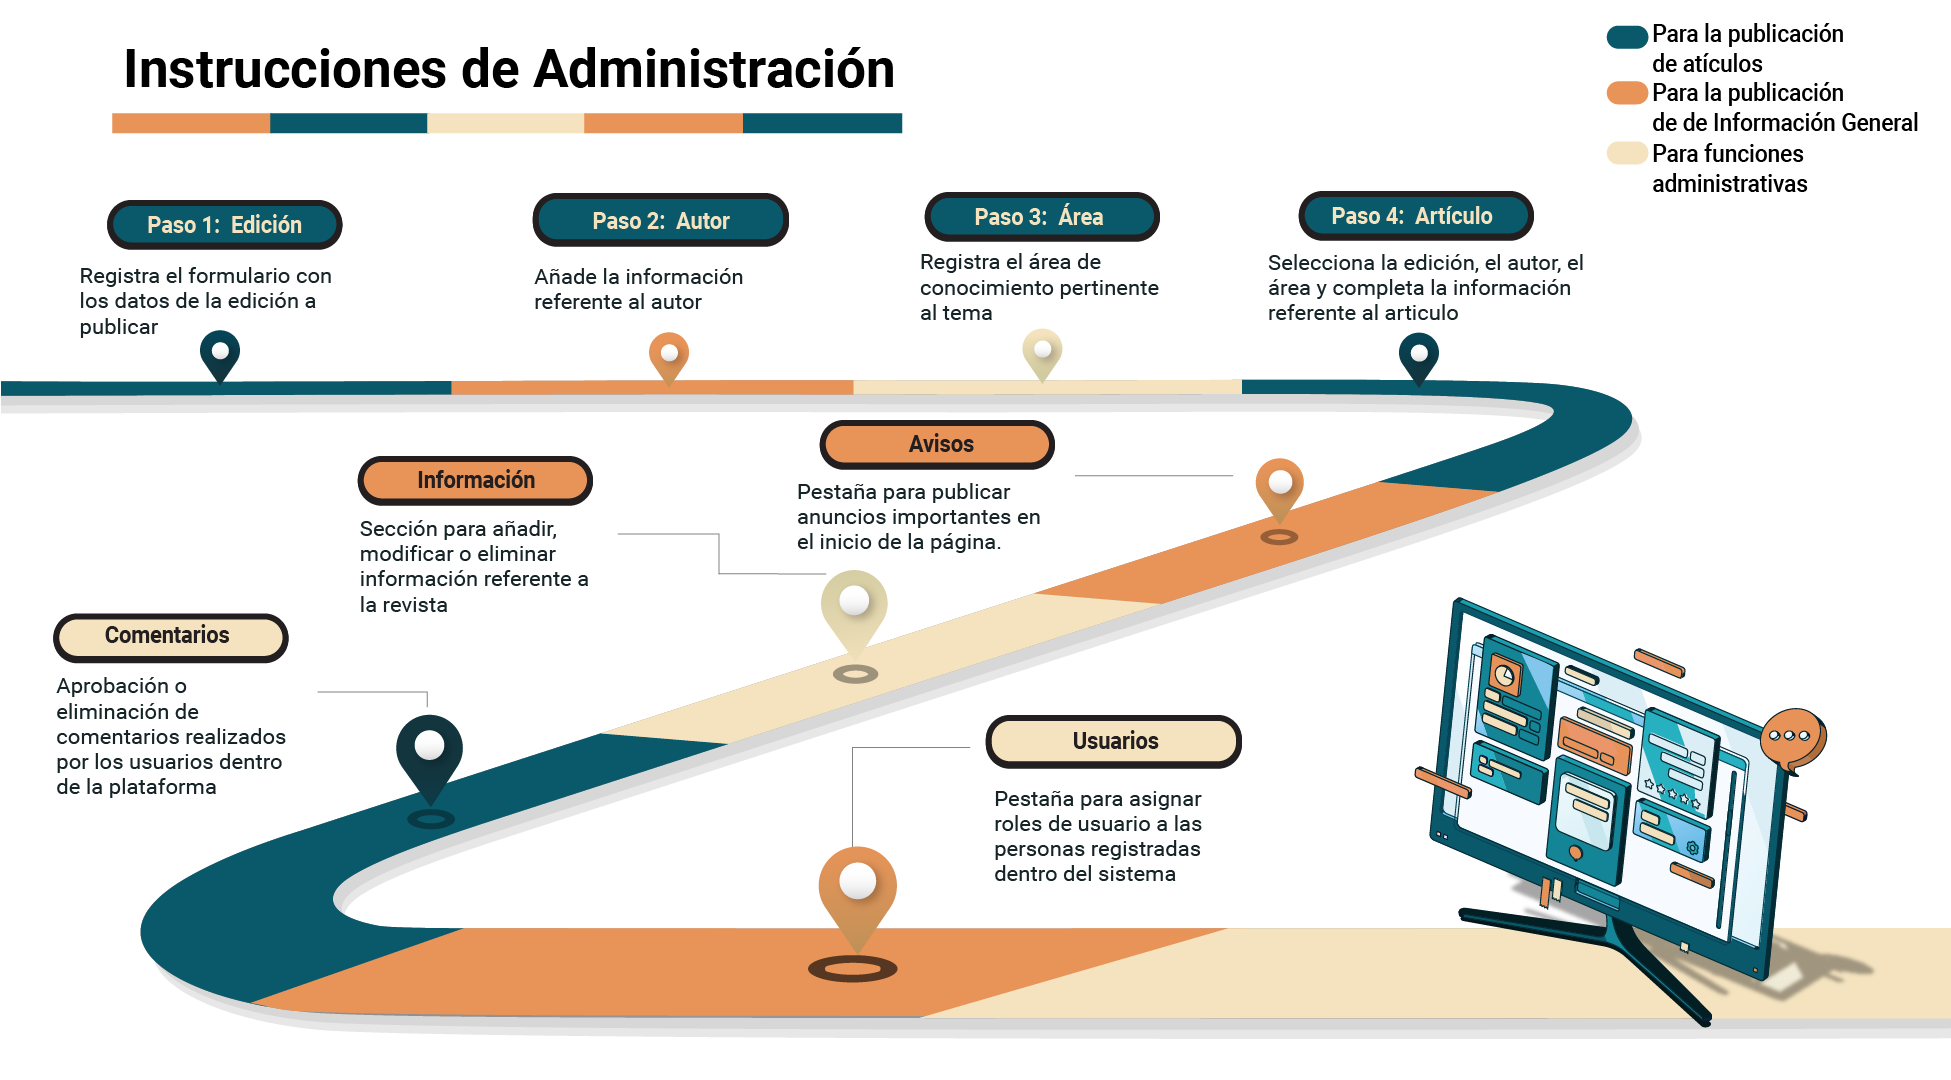 Instrucciones de Administración
Para la publicación
de atículos
Para la publicación
de de Información General
Para funciones
administrativas
Paso 1: Edición
Registra el formulario con
los datos de la edición a
publicar
Paso 2: Autor
Añade la información
referente al autor
Paso 3: Área
Registra el área de
conocimiento pertinente
al tema
Paso 4: Artículo
Selecciona la edición, el autor, el
área y completa la información
referente al articulo
Avisos
Pestaña para publicar
anuncios importantes en
el inicio de la página.
Información
Sección para añadir,
modificar o eliminar
información referente a
la revista
Comentarios
Aprobación o
eliminación de
comentarios realizados
por los usuarios dentro
de la plataforma
Usuarios
Pestaña para asignar
roles de usuario a las
personas registradas
dentro del sistema